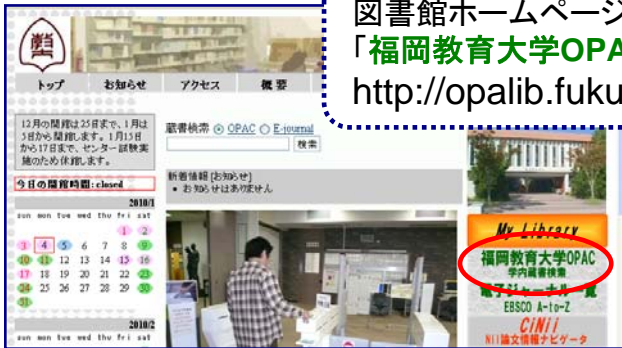 図書館ホームページ
「福岡教育大学OPA
http://opalib.fuku
トップ お知らせ アクセス 概要
12月の開館は25日まで、1月は
5日から開館します。1月15日
から17日まで、センター試験実
施のため休館します。
今日の開館時間: closed
2010/1
sun mon tue wed thu fri sat
1 2
3 4 5 6 7 8 9
10 11 12 13 14 15 16
17 18 19 20 21 22 23
24 25 26 27 28 29 30
31
2010/2
sun mon tue wed thu fri sat
蔵書検索 OPAC E-journal
検索
新着情報 [お知らせ]
• お知らせはありません
My Library
福岡教育大学OPAC
学内蔵書検索
電子ジャーナル一覧
EBSCO A-to-Z
CiNii
NII論文情報ナビゲータ